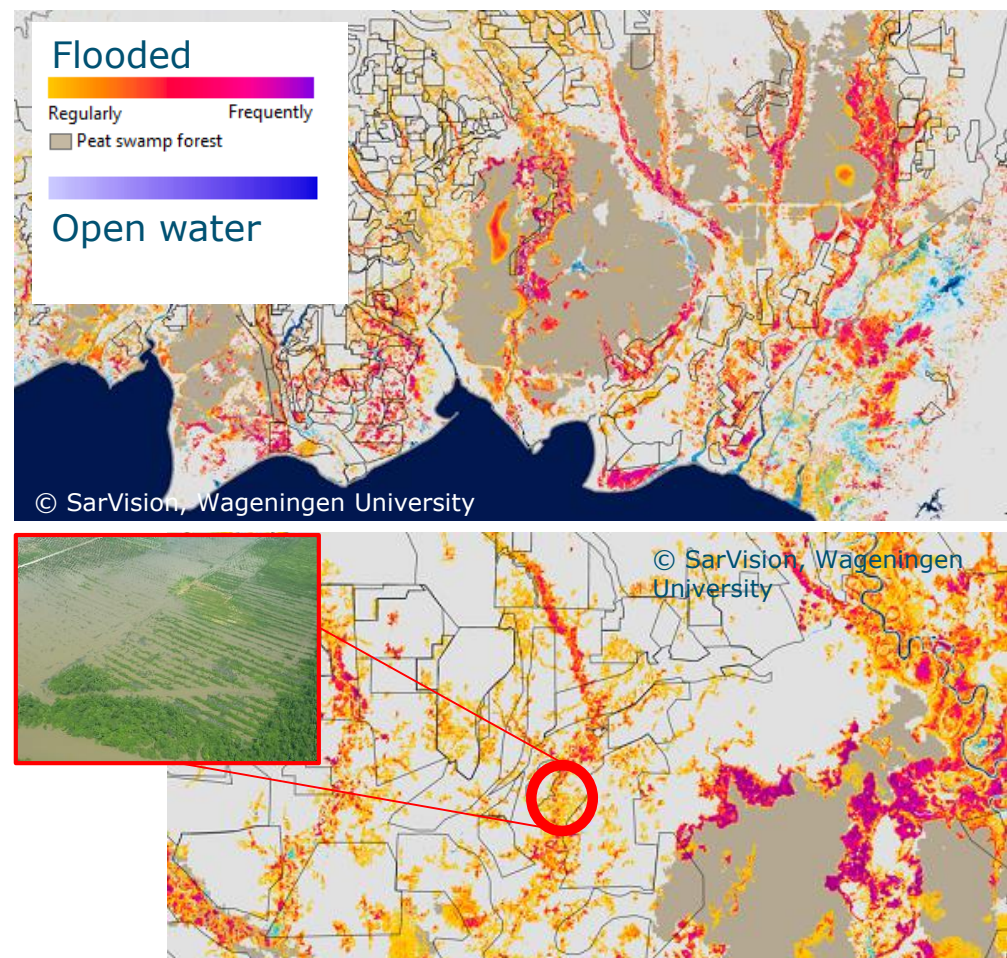 Flooded
Regularly Frequently
Peat swamp forest
Open water
© SarVision, Wageningen University
© SarVision, Wageningen
University